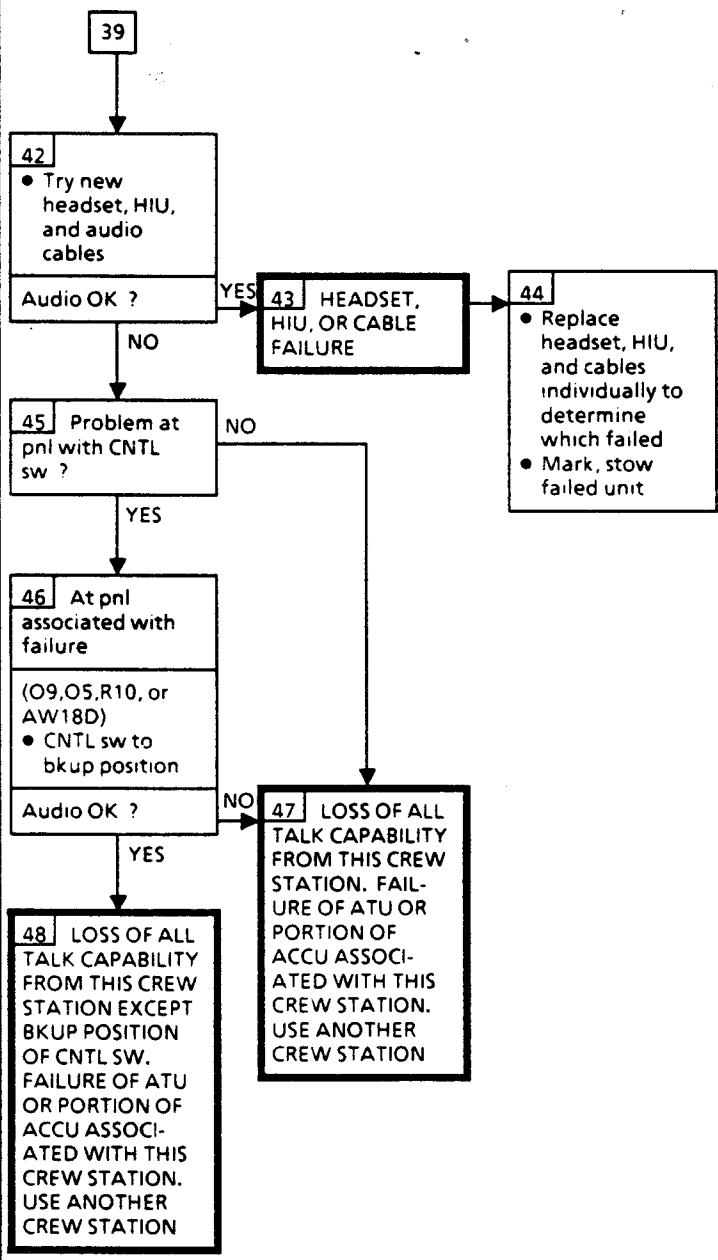 39
42
● Try new
headset, HIU,
and audio
cables
Audio OK ?
YES
43 HEADSET,
HIU, OR CABLE
FAILURE
44
● Replace
headset, HIU,
and cables
individually to
determine
which failed
● Mark, stow
failed unit
NO
45 Problem at
pnl with CNTL
sw ?
NO
YES
46 At pnl
associated with
failure
(O9,O5,R10, or
AW18D)
● CNTL sw to
bkup position
Audio OK ?
NO
47 LOSS OF ALL
TALK CAPABILITY
FROM THIS CREW
STATION. FAIL-
URE OF ATU OR
PORTION OF
ACCU ASSOCI-
ATED WITH THIS
CREW STATION.
USE ANOTHER
CREW STATION
YES
48 LOSS OF ALL
TALK CAPABILITY
FROM THIS CREW
STATION EXCEPT
BKUP POSITION
OF CNTL SW.
FAILURE OF ATU
OR PORTION OF
ACCU ASSOCI-
ATED WITH THIS
CREW STATION.
USE ANOTHER
CREW STATION